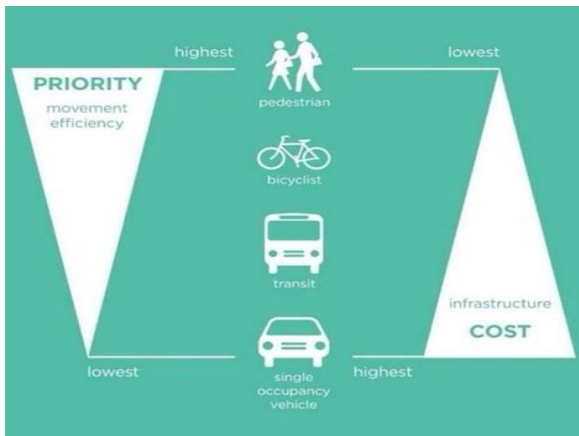 highest
lowest
PRIORITY
movement
efficiency
pedestrian
bicyclist
transit
infrastructure
COST
lowest
single
occupancy
vehicle
highest